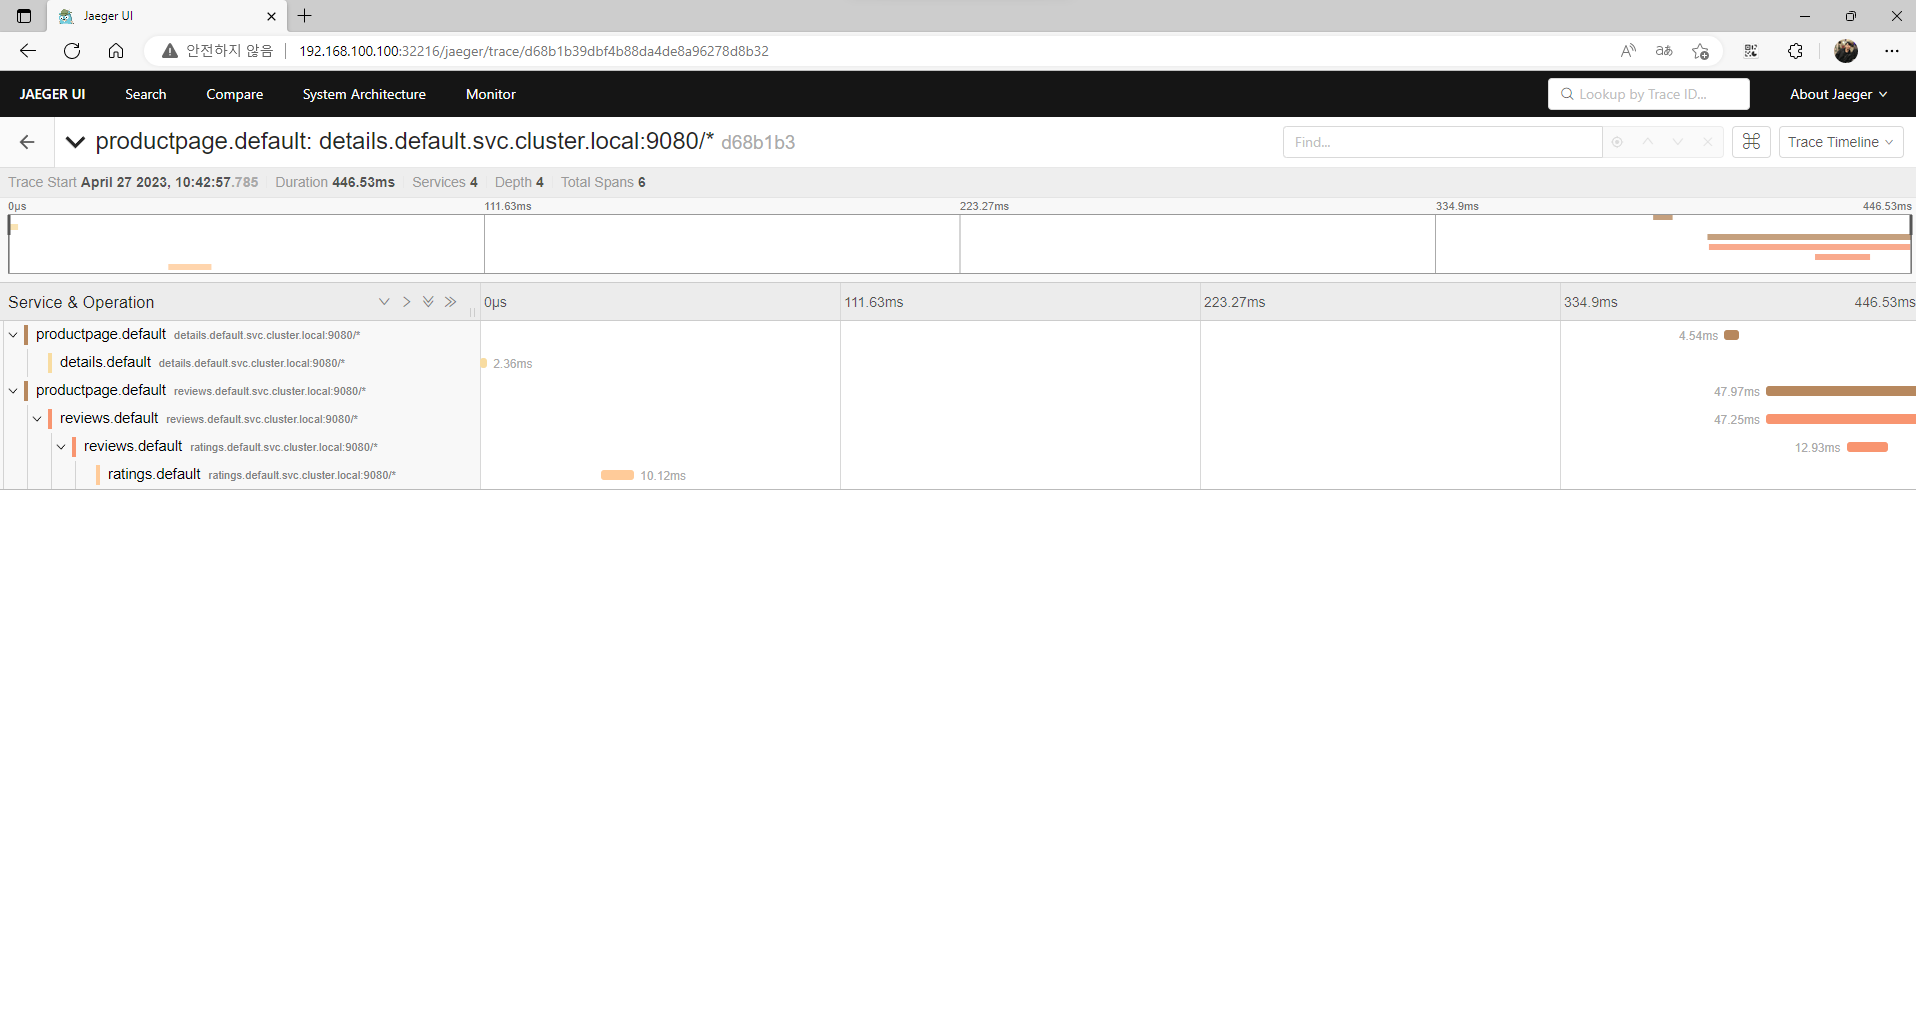 Jaeger UI
안전하지 않음 192.168.100.100:32216/jaeger/trace/d68b1b39dbf4b88da4de8a96278d8b32
JAEGER UI Search Compare System Architecture Monitor Lookup by Trace ID... About Jaeger
productpage.default: details.default.svc.cluster.local:9080/* d68b1b3 Find... Trace Timeline
Trace Start April 27 2023, 10:42:57.785 Duration 446.53ms Services 4 Depth 4 Total Spans 6
0μs 111.63ms 223.27ms 334.9ms 446.53ms
Service & Operation 0μs 111.63ms 223.27ms 334.9ms 446.53ms
productpage.default details.default.svc.cluster.local:9080/* 4.54ms
details.default details.default.svc.cluster.local:9080/* 2.36ms
productpage.default reviews.default.svc.cluster.local:9080/* 47.97ms
reviews.default reviews.default.svc.cluster.local:9080/* 47.25ms
reviews.default ratings.default.svc.cluster.local:9080/* 12.93ms
ratings.default ratings.default.svc.cluster.local:9080/* 10.12ms